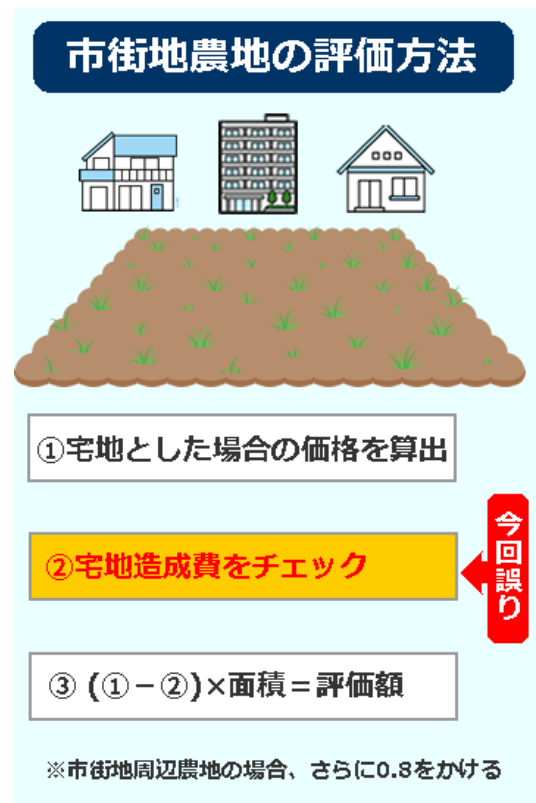 市街地農地の評価方法
①宅地とした場合の価格を算出
②宅地造成費をチェック
今回誤り
③ (①－②)×面積＝評価額
※市街地周辺農地の場合、さらに0.8をかける